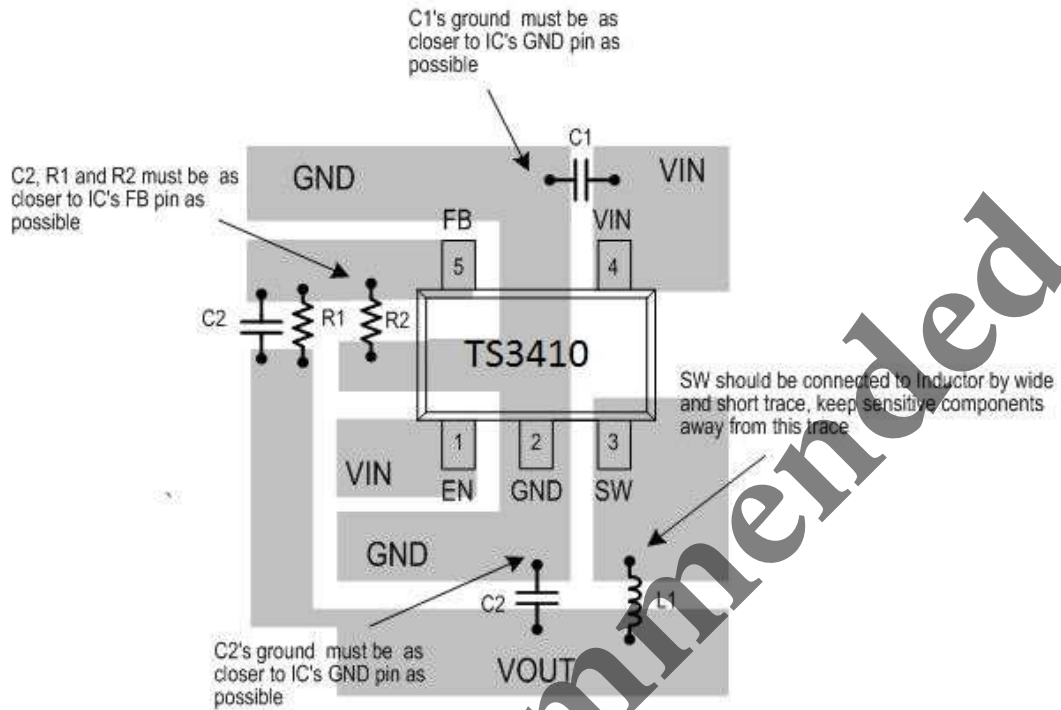 C1's ground must be as
closer to IC's GND pin as
possible
C1
GND
VIN
C2, R1 and R2 must be as
closer to IC's FB pin as
possible
FB
VIN
5
4
C2
R1
R2
TS3410
SW should be connected to Inductor by wide
and short trace, keep sensitive components
away from this trace
1
2
3
VIN
EN
GND
SW
GND
C2
L1
C2's ground must be as
closer to IC's GND pin as
possible
VOUT
mmended